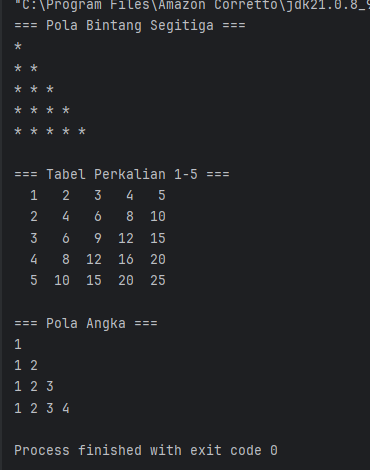 "C:\Program Files\Amazon Corretto\jdk21.0.8_9
=== Pola Bintang Segitiga ===
*
* *
* * *
* * * *
* * * * *
=== Tabel Perkalian 1-5 ===
1 2 3 4 5
2 4 6 8 10
3 6 9 12 15
4 8 12 16 20
5 10 15 20 25
=== Pola Angka ===
1
1 2
1 2 3
1 2 3 4
Process finished with exit code 0